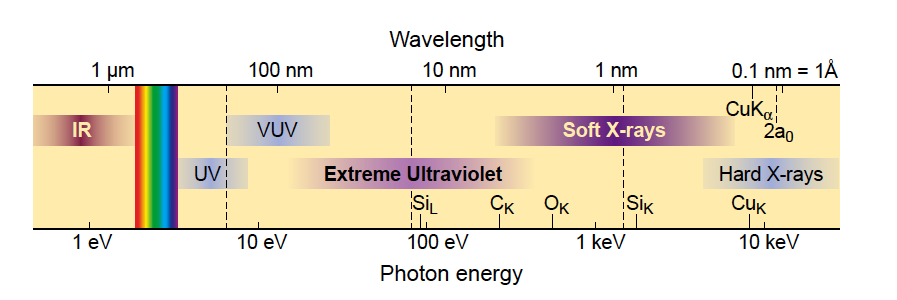 Wavelength
1 µm 100 nm 10 nm 1 nm 0.1 nm = 1Å
CuKα
IR VUV Soft X-rays 2a0
UV Extreme Ultraviolet Hard X-rays
SiL CK OK SiK CuK
1 eV 10 eV 100 eV 1 keV 10 keV
Photon energy